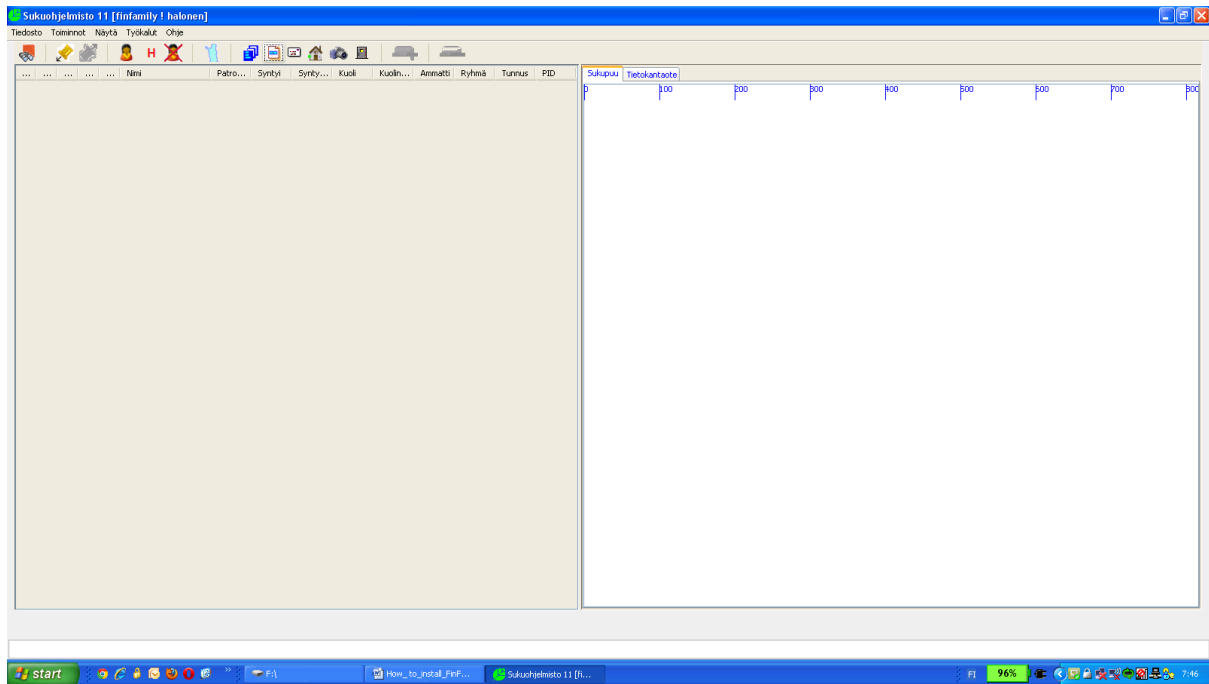 Sukuohjelmisto 11 [finfamily ! halonen]
Tiedosto Toiminnot Näytä Työkalut Ohje
H
... ... ... ... ... Nimi Patro... Syntyi Synty... Kuoli Kuolin... Ammatti Ryhmä Tunnus PID
Sukupuu Tietokantaote
0 100 200 300 400 500 600 700 800
start F:\ How_ to_install_FinF... Sukuohjelmisto 11 [fi... FI 96% 7:46